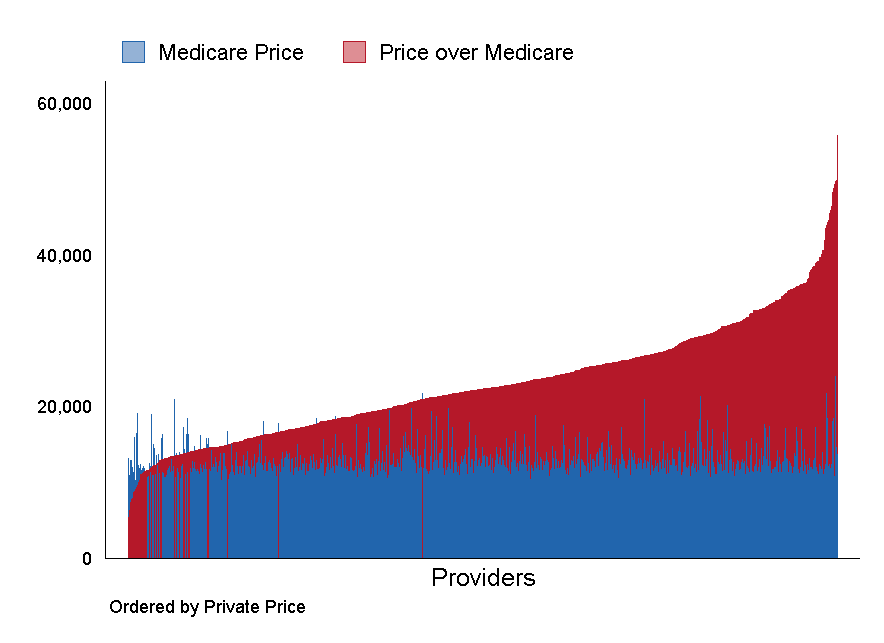 Medicare Price Price over Medicare
60,000
40,000
20,000
0
Providers
Ordered by Private Price